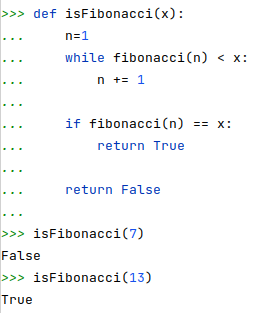 >>> def isFibonacci(x):
...     n=1
...     while fibonacci(n) < x:
...         n += 1
...
...     if fibonacci(n) == x:
...         return True
...
...     return False
...
>>> isFibonacci(7)
False
>>> isFibonacci(13)
True